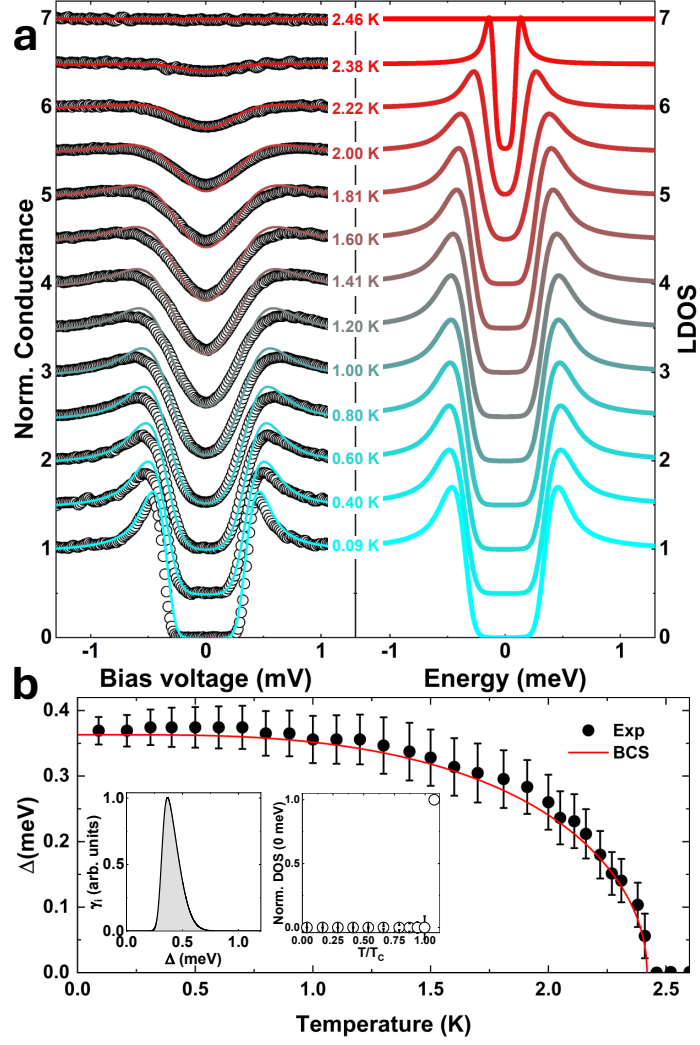 a
7
6
5
4
3
2
1
0
Norm. Conductance
2.46 K
2.38 K
2.22 K
2.00 K
1.81 K
1.60 K
1.41 K
1.20 K
1.00 K
0.80 K
0.60 K
0.40 K
0.09 K
7
6
5
4
3
2
1
0
LDOS
-1 0 1 -1 0 1
Bias voltage (mV) Energy (meV)
b
0.4
0.3
0.2
0.1
0.0
Δ(meV)
Exp
BCS
1.0
0.5
0.0
γi (arb. units)
0.0 0.5 1.0
Δ (meV)
1.0
0.5
0.0
Norm. DOS (0 meV)
0.00 0.25 0.50 0.75 1.00
T/TC
0.0 0.5 1.0 1.5 2.0 2.5
Temperature (K)